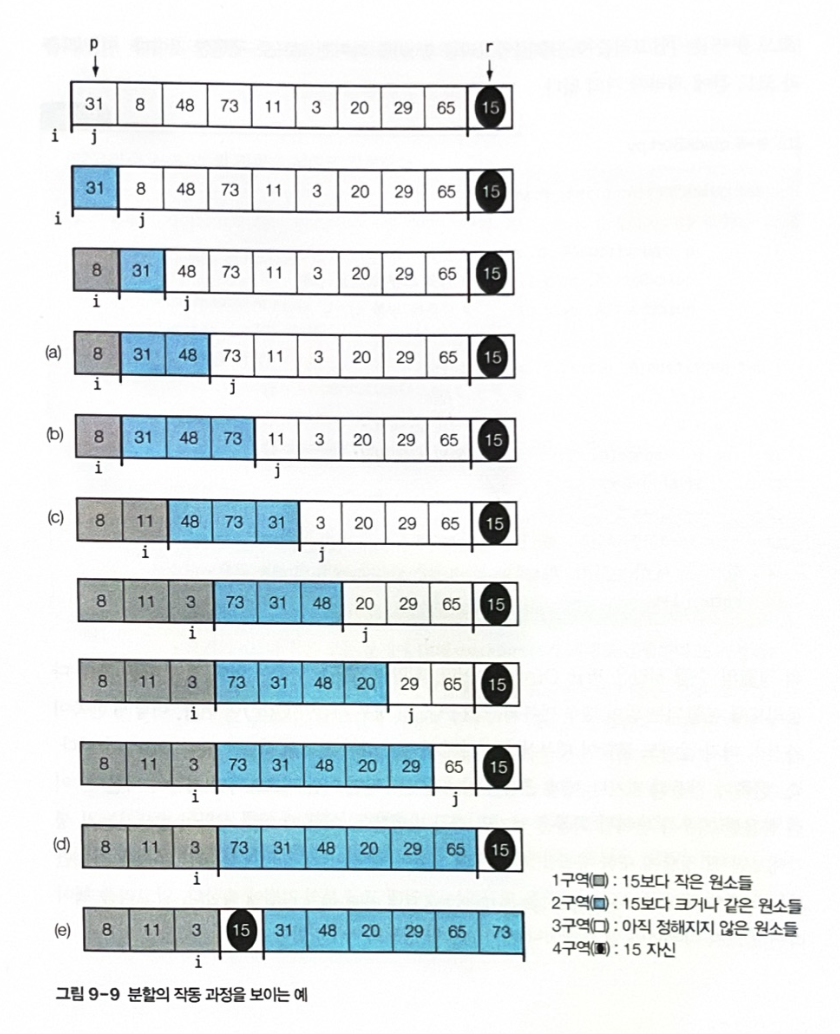 p r
31 8 48 73 11 3 20 29 65 15
i j
31 8 48 73 11 3 20 29 65 15
i j
8 31 48 73 11 3 20 29 65 15
i j
(a) 8 31 48 73 11 3 20 29 65 15
i j
(b) 8 31 48 73 11 3 20 29 65 15
i j
(c) 8 11 48 73 31 3 20 29 65 15
i j
8 11 3 73 31 48 20 29 65 15
i j
8 11 3 73 31 48 20 29 65 15
i j
8 11 3 73 31 48 20 29 65 15
i j
(d) 8 11 3 73 31 48 20 29 65 15
i
(e) 8 11 3 15 31 48 20 29 65 73
i
1구역(■) : 15보다 작은 원소들
2구역(■) : 15보다 크거나 같은 원소들
3구역(□) : 아직 정해지지 않은 원소들
4구역(■) : 15 자신
그림 9-9 분할의 작동 과정을 보이는 예